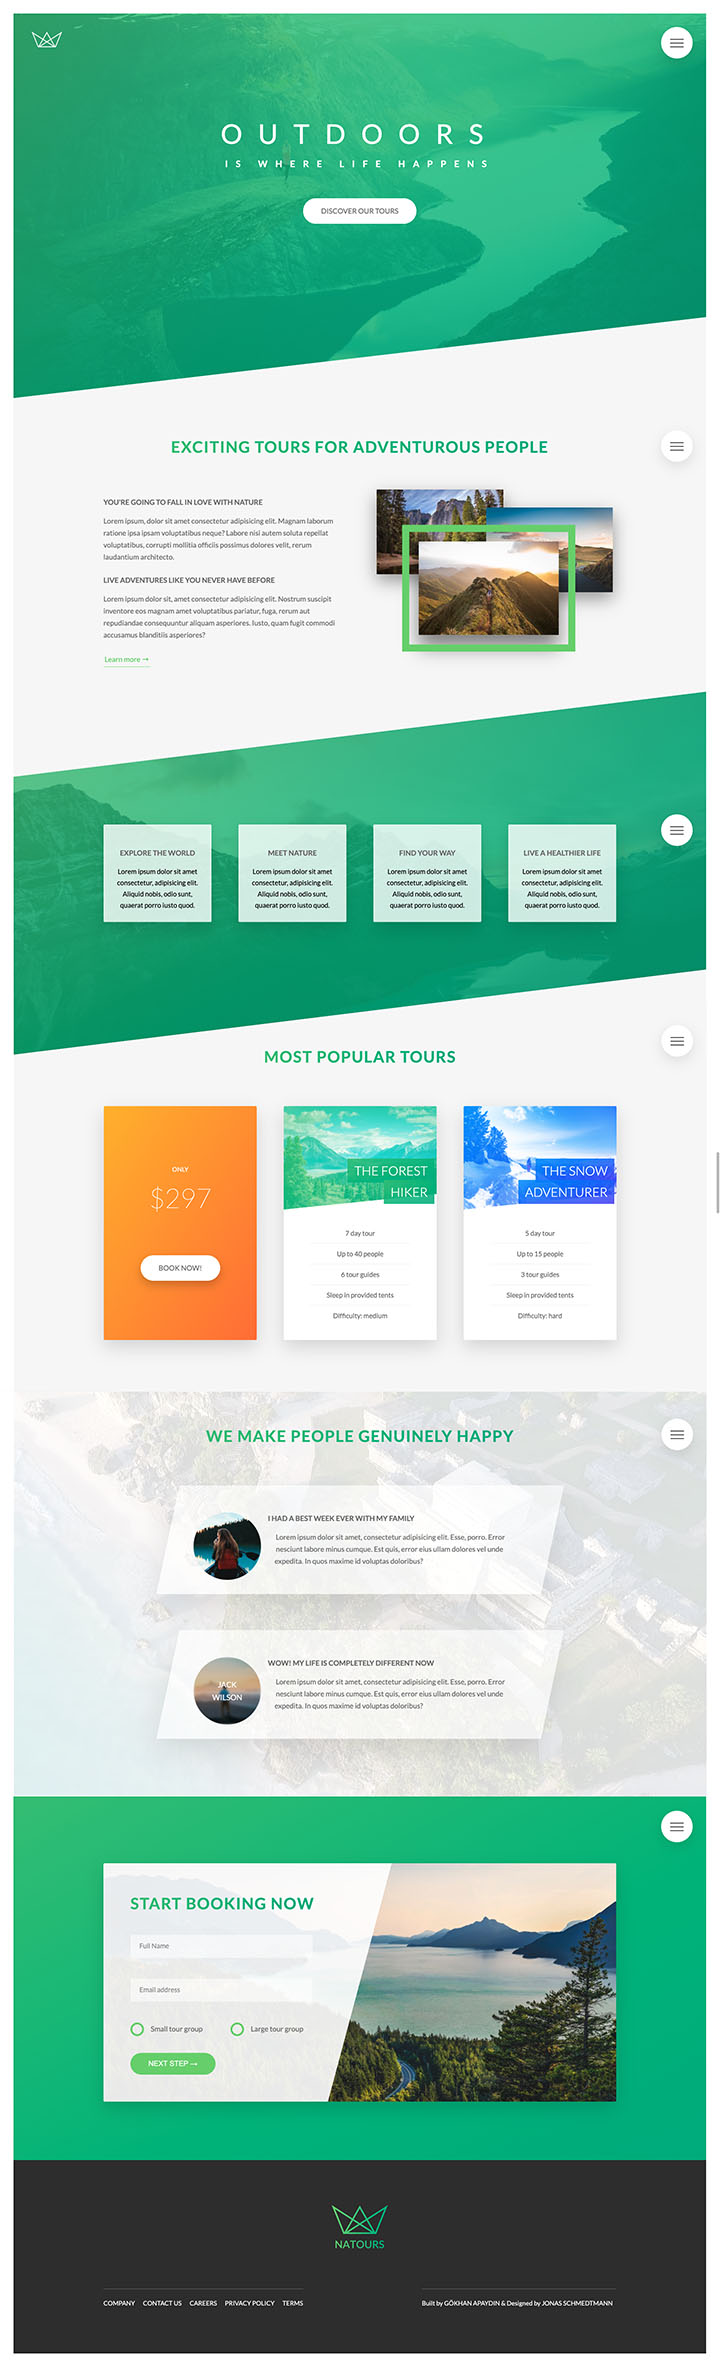 OUTDOORS
IS WHERE LIFE HAPPENS
DISCOVER OUR TOURS
EXCITING TOURS FOR ADVENTUROUS PEOPLE
YOU'RE GOING TO FALL IN LOVE WITH NATURE
Lorem ipsum, dolor sit amet consectetur adipisicing elit. Magnam laborum
ratione ipsa ipsam voluptatibus neque? Labore nisi autem soluta repellat
voluptatibus, corrupti mollitia officiis possimus dolores velit, rerum
laudantium architecto.
LIVE ADVENTURES LIKE YOU NEVER HAVE BEFORE
Lorem ipsum dolor sit, amet consectetur adipisicing elit. Nostrum suscipit
inventore eos magnam amet voluptatibus pariatur, fuga, rerum aut
repudiandae consequuntur aliquam asperiores. Iusto, quam fugit commodi
accusamus blanditiis asperiores?
Learn more →
EXPLORE THE WORLD
Lorem ipsum dolor sit amet
consectetur, adipisicing elit.
Aliquid nobis, odio sunt,
quaerat porro iusto quod.
MEET NATURE
Lorem ipsum dolor sit amet
consectetur, adipisicing elit.
Aliquid nobis, odio sunt,
quaerat porro iusto quod.
FIND YOUR WAY
Lorem ipsum dolor sit amet
consectetur, adipisicing elit.
Aliquid nobis, odio sunt,
quaerat porro iusto quod.
LIVE A HEALTHIER LIFE
Lorem ipsum dolor sit amet
consectetur, adipisicing elit.
Aliquid nobis, odio sunt,
quaerat porro iusto quod.
MOST POPULAR TOURS
ONLY
$297
BOOK NOW!
THE FOREST
HIKER
7 day tour
Up to 40 people
6 tour guides
Sleep in provided tents
Difficulty: medium
THE SNOW
ADVENTURER
5 day tour
Up to 15 people
3 tour guides
Sleep in provided tents
Difficulty: hard
WE MAKE PEOPLE GENUINELY HAPPY
I HAD A BEST WEEK EVER WITH MY FAMILY
Lorem ipsum dolor sit amet, consectetur adipisicing elit. Esse, porro. Error
nesciunt labore minus cumque. Est quis, error eius ullam dolores vel unde
expedita. In quos maxime id voluptas doloribus?
JACK
WILSON
WOW! MY LIFE IS COMPLETELY DIFFERENT NOW
Lorem ipsum dolor sit amet, consectetur adipisicing elit. Esse, porro. Error
nesciunt labore minus cumque. Est quis, error eius ullam dolores vel unde
expedita. In quos maxime id voluptas doloribus?
START BOOKING NOW
Full Name
Email address
Small tour group
Large tour group
NEXT STEP →
NATOURS
COMPANY CONTACT US CAREERS PRIVACY POLICY TERMS
Built by GÖKHAN APAYDIN & Designed by JONAS SCHMEDTMANN